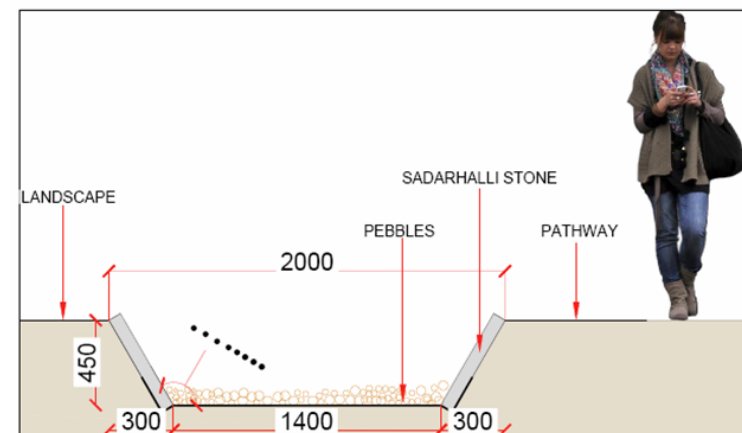 SADARHALLI STONE
LANDSCAPE
PEBBLES
PATHWAY
2000
450
300
1400
300